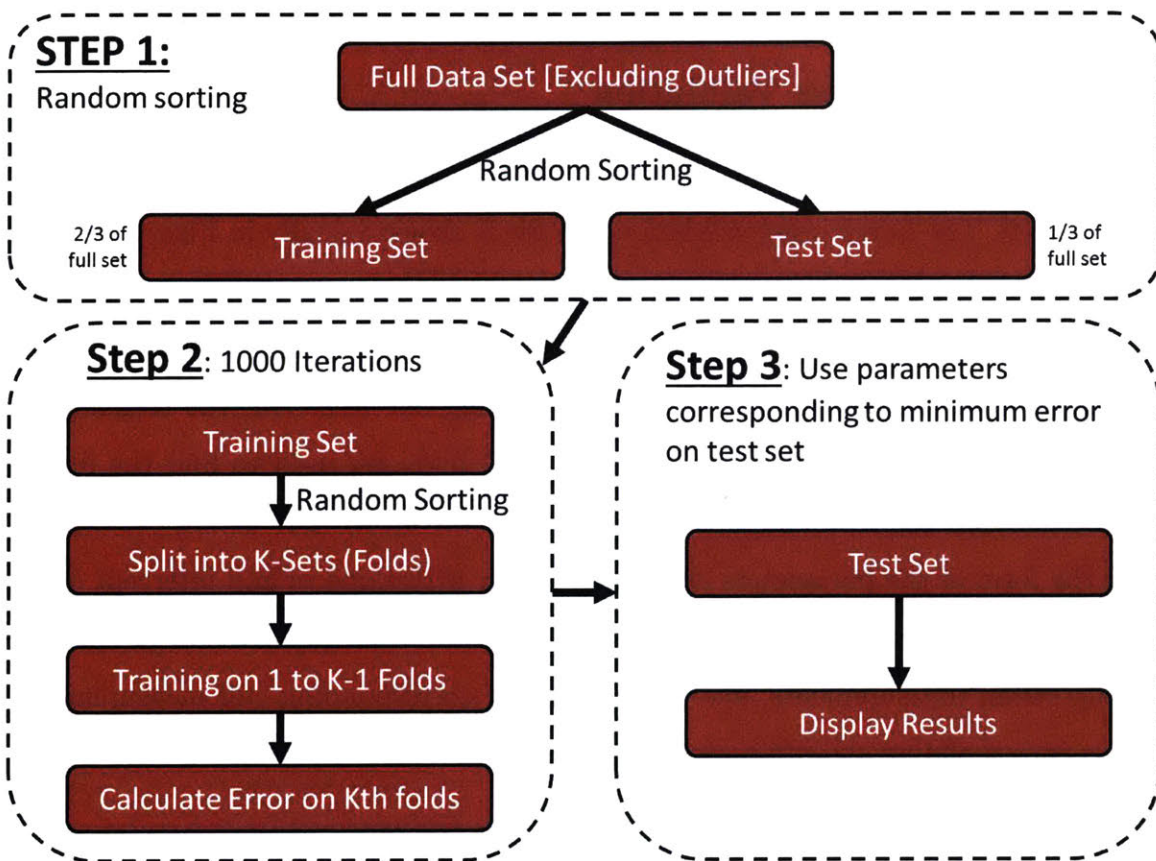 STEP 1:
Random sorting
Full Data Set [Excluding Outliers]
Random Sorting
2/3 of
full set
Training Set
Test Set
1/3 of
full set
Step 2: 1000 Iterations
Training Set
Random Sorting
Split into K-Sets (Folds)
Training on 1 to K-1 Folds
Calculate Error on Kth folds
Step 3: Use parameters
corresponding to minimum error
on test set
Test Set
Display Results